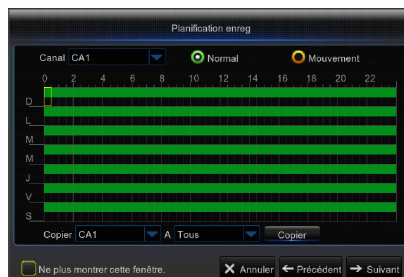 Planification enreg
Canal CA1 Normal Mouvement
0 2 4 6 8 10 12 14 16 18 20 22
D
L
M
M
J
V
S
Copier CA1 A Tous Copier
Ne plus montrer cette fenêtre. Annuler Précédent Suivant